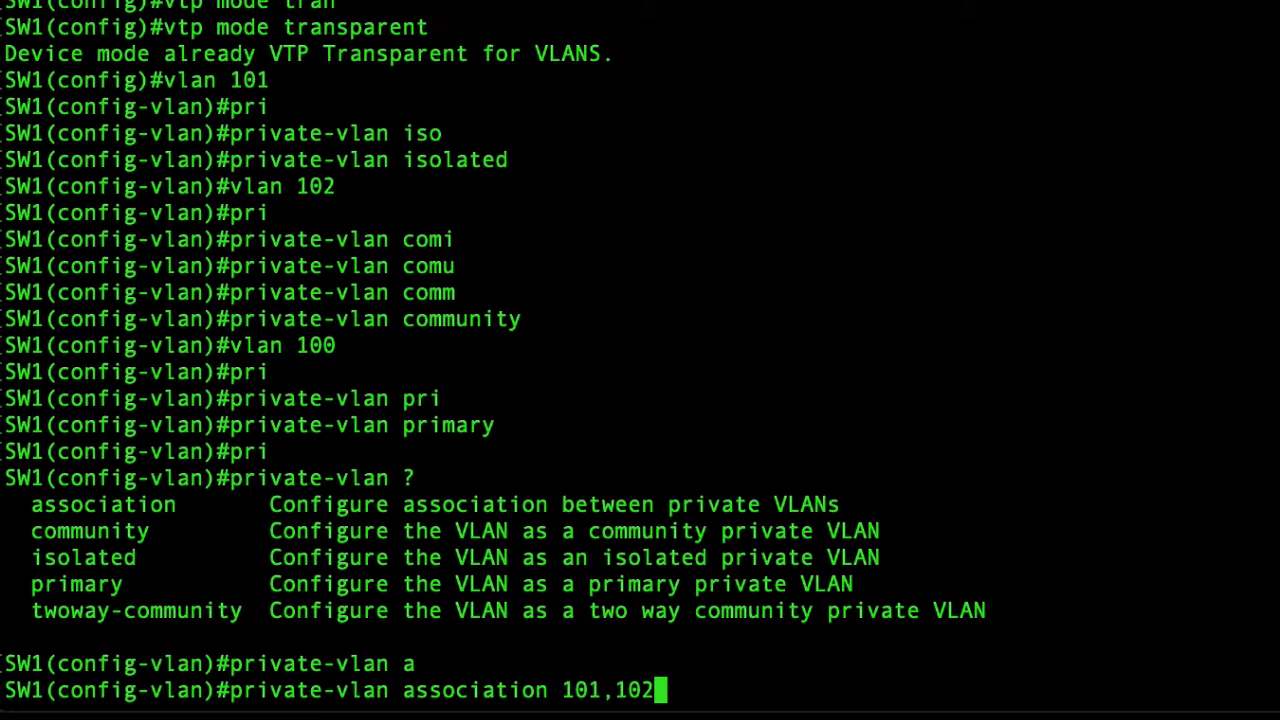 SW1(config)#vtp mode tran
SW1(config)#vtp mode transparent
Device mode already VTP Transparent for VLANS.
SW1(config)#vlan 101
SW1(config-vlan)#pri
SW1(config-vlan)#private-vlan iso
SW1(config-vlan)#private-vlan isolated
SW1(config-vlan)#vlan 102
SW1(config-vlan)#pri
SW1(config-vlan)#private-vlan comi
SW1(config-vlan)#private-vlan comu
SW1(config-vlan)#private-vlan comm
SW1(config-vlan)#private-vlan community
SW1(config-vlan)#vlan 100
SW1(config-vlan)#pri
SW1(config-vlan)#private-vlan pri
SW1(config-vlan)#private-vlan primary
SW1(config-vlan)#pri
SW1(config-vlan)#private-vlan ?
association Configure association between private VLANs
community Configure the VLAN as a community private VLAN
isolated Configure the VLAN as an isolated private VLAN
primary Configure the VLAN as a primary private VLAN
twoway-community Configure the VLAN as a two way community private VLAN
SW1(config-vlan)#private-vlan a
SW1(config-vlan)#private-vlan association 101,102